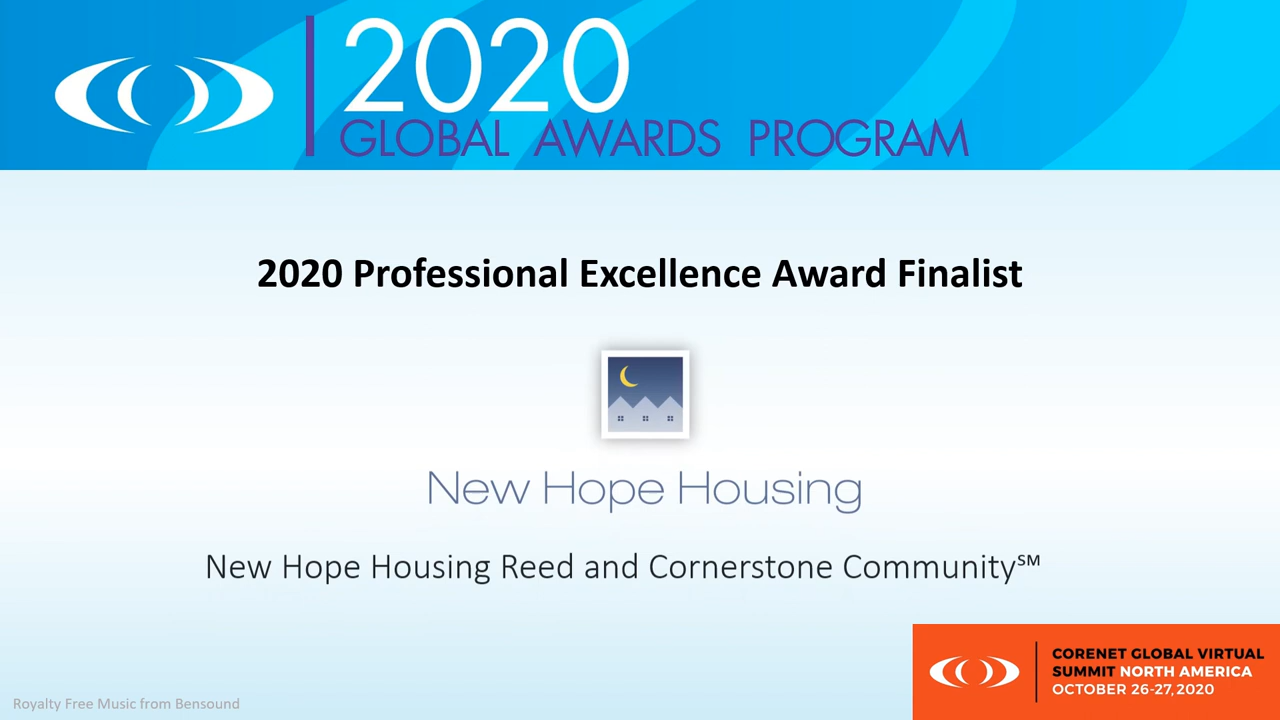 2020
GLOBAL AWARDS PROGRAM
2020 Professional Excellence Award Finalist
New Hope Housing
New Hope Housing Reed and Cornerstone Community℠
CORENET GLOBAL VIRTUAL
SUMMIT NORTH AMERICA
OCTOBER 26-27, 2020
Royalty Free Music from Bensound